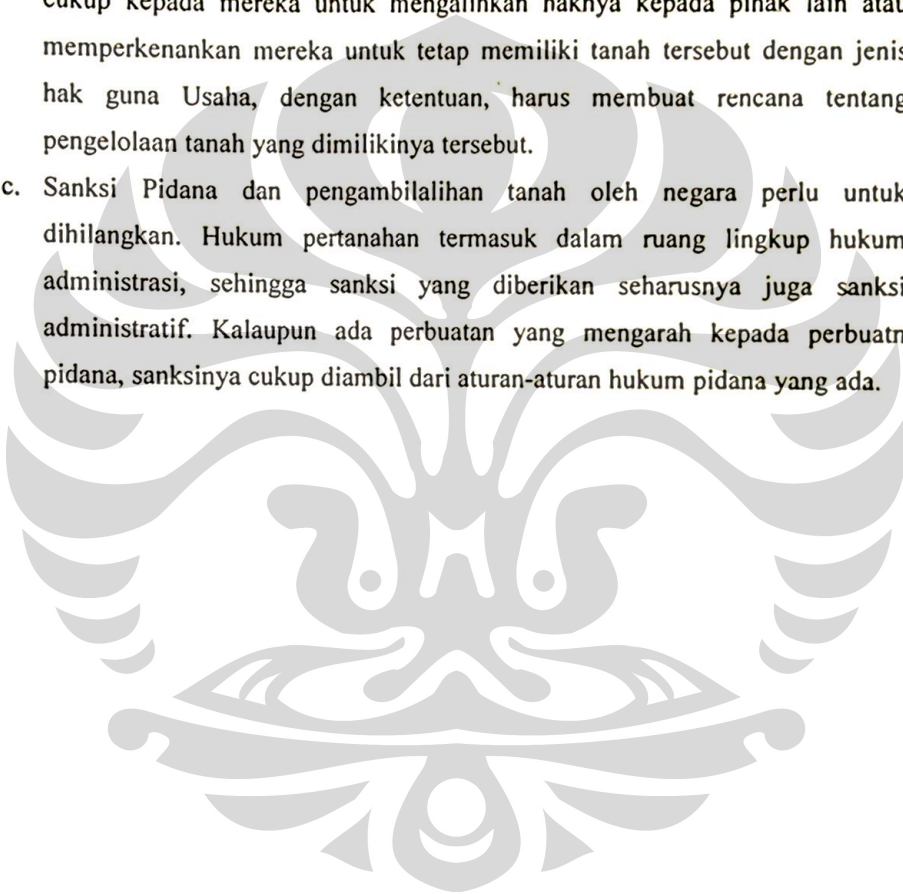 cukup kepada mereka untuk mengalihkan haknya kepada pihak lain atau
memperkenankan mereka untuk tetap memiliki tanah tersebut dengan jenis
hak guna Usaha, dengan ketentuan, harus membuat rencana tentang
pengelolaan tanah yang dimilikinya tersebut.
c. Sanksi Pidana dan pengambilalihan tanah oleh negara perlu untuk
dihilangkan. Hukum pertanahan termasuk dalam ruang lingkup hukum
administrasi, sehingga sanksi yang diberikan seharusnya juga sanksi
administratif. Kalaupun ada perbuatan yang mengarah kepada perbuatn
pidana, sanksinya cukup diambil dari aturan-aturan hukum pidana yang ada.